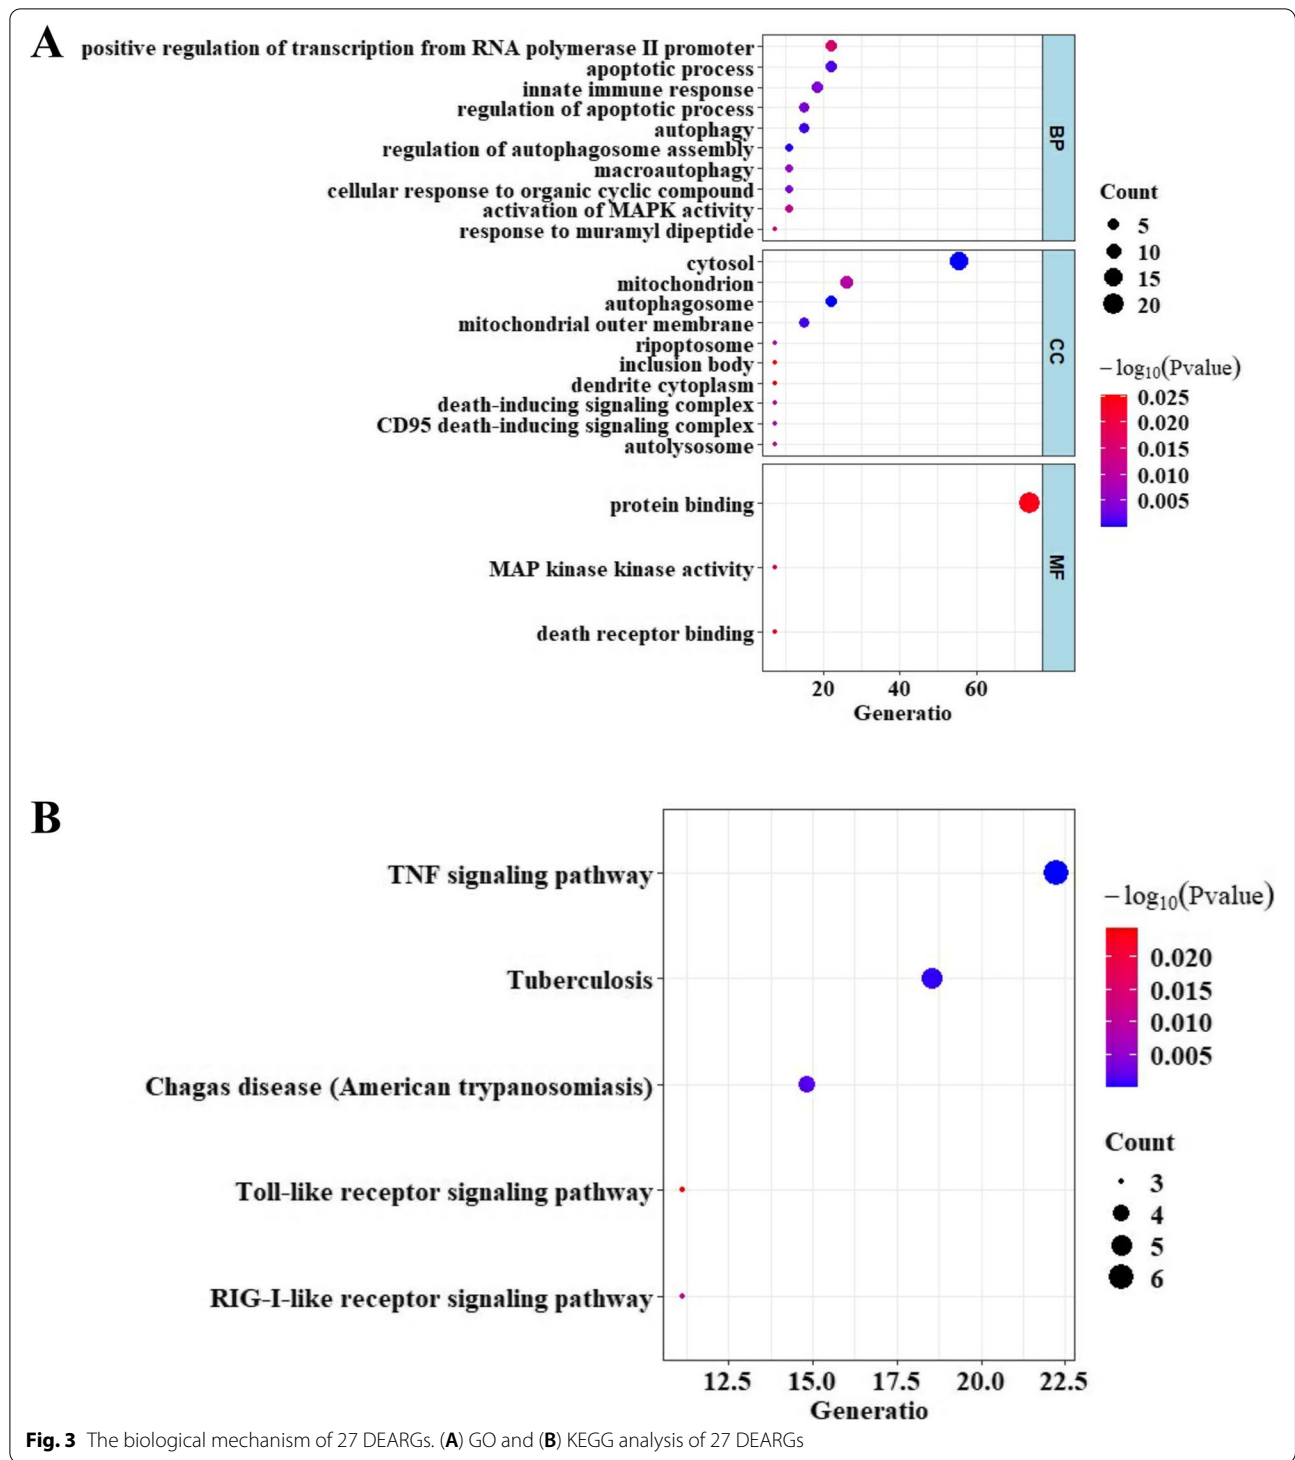 A
positive regulation of transcription from RNA polymerase II promoter
apoptotic process
innate immune response
regulation of apoptotic process
autophagy
regulation of autophagosome assembly
macroautophagy
cellular response to organic cyclic compound
activation of MAPK activity
response to muramyl dipeptide
BP
cytosol
mitochondrion
autophagosome
mitochondrial outer membrane
ripoptosome
inclusion body
dendrite cytoplasm
death-inducing signaling complex
CD95 death-inducing signaling complex
autolysosome
CC
protein binding
MAP kinase kinase activity
death receptor binding
MF
20 40 60
Generatio
Count
5
10
15
20
−log10(Pvalue)
0.025
0.020
0.015
0.010
0.005
B
TNF signaling pathway
Tuberculosis
Chagas disease (American trypanosomiasis)
Toll-like receptor signaling pathway
RIG-I-like receptor signaling pathway
12.5 15.0 17.5 20.0 22.5
Generatio
−log10(Pvalue)
0.020
0.015
0.010
0.005
Count
3
4
5
6
Fig. 3 The biological mechanism of 27 DEARGs. (A) GO and (B) KEGG analysis of 27 DEARGs